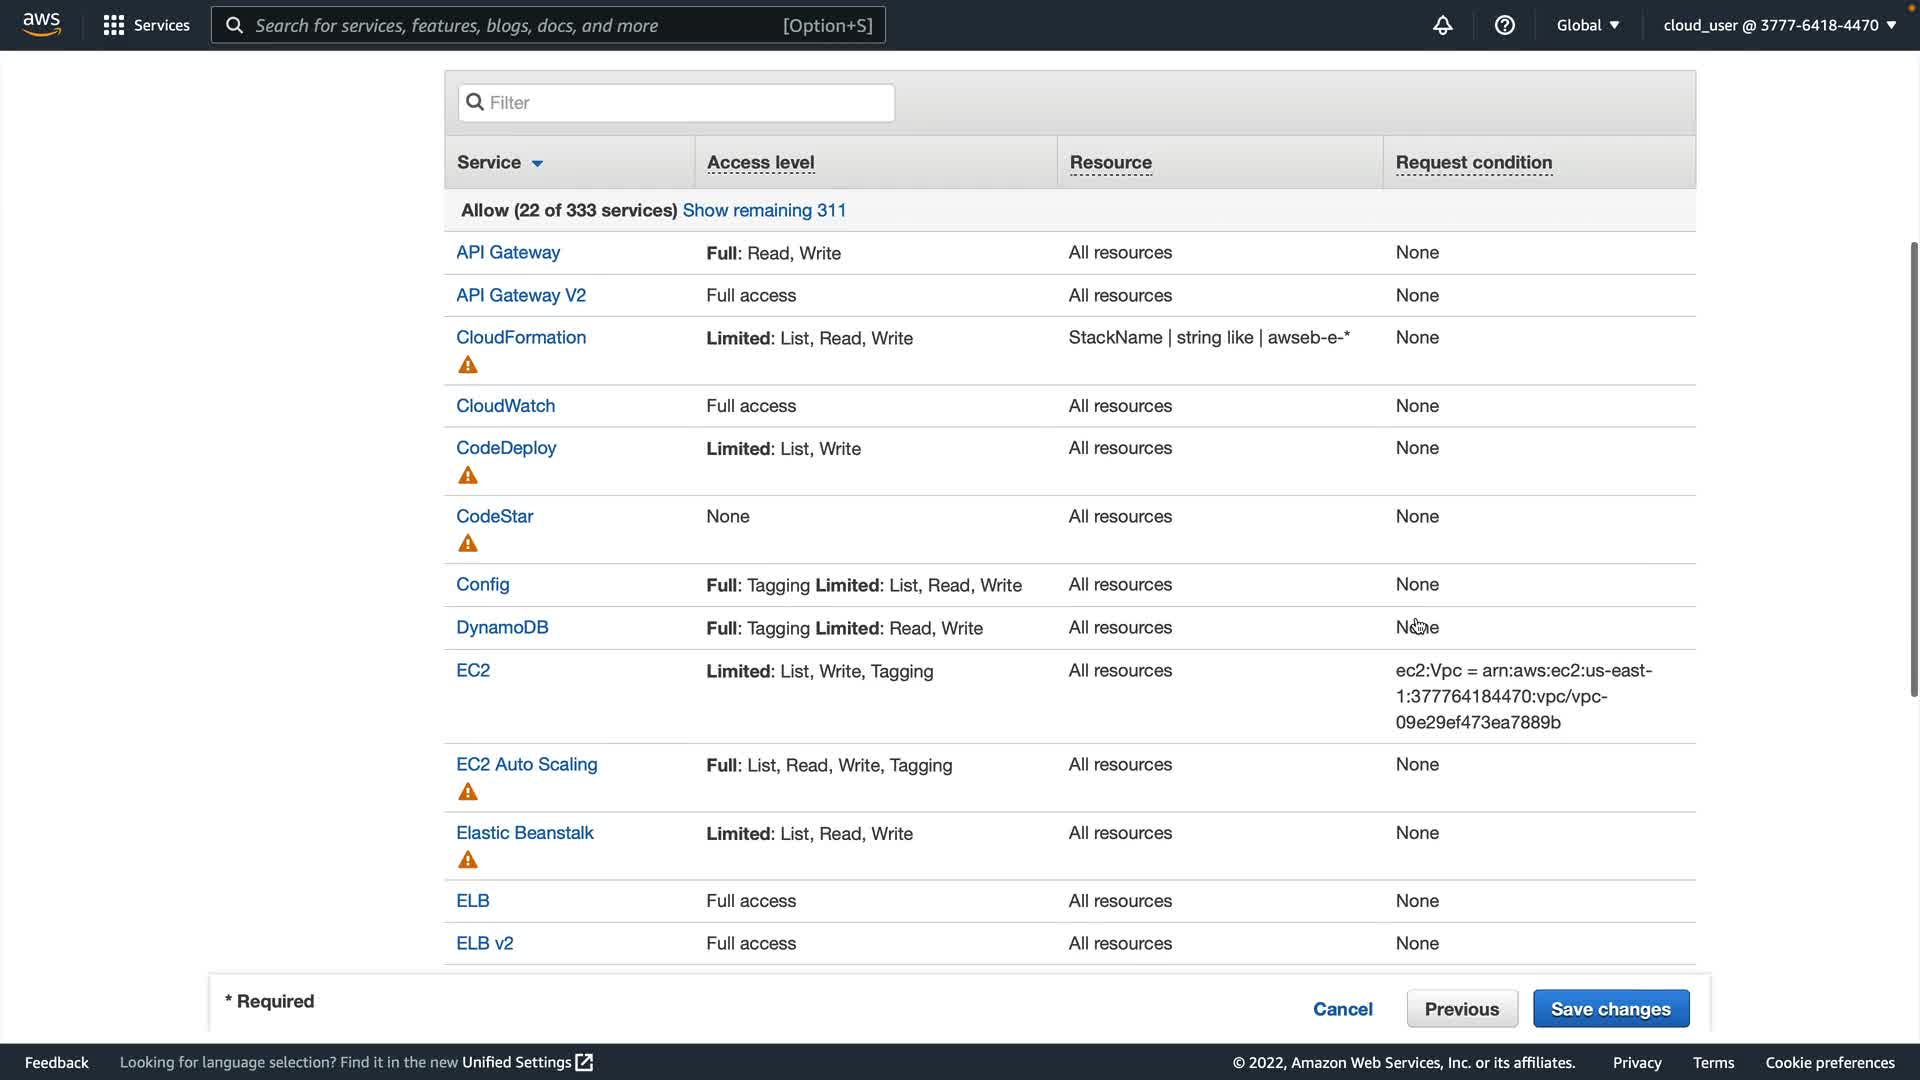 aws Services Search for services, features, blogs, docs, and more [Option+S] Global cloud_user @ 3777-6418-4470
Filter
Service Access level Resource Request condition
Allow (22 of 333 services) Show remaining 311
API Gateway Full: Read, Write All resources None
API Gateway V2 Full access All resources None
CloudFormation Limited: List, Read, Write StackName | string like | awseb-e-* None
CloudWatch Full access All resources None
CodeDeploy Limited: List, Write All resources None
CodeStar None All resources None
Config Full: Tagging Limited: List, Read, Write All resources None
DynamoDB Full: Tagging Limited: Read, Write All resources None
EC2 Limited: List, Write, Tagging All resources ec2:Vpc = arn:aws:ec2:us-east-
1:377764184470:vpc/vpc-
09e29ef473ea7889b
EC2 Auto Scaling Full: List, Read, Write, Tagging All resources None
Elastic Beanstalk Limited: List, Read, Write All resources None
ELB Full access All resources None
ELB v2 Full access All resources None
* Required Cancel Previous Save changes
Feedback Looking for language selection? Find it in the new Unified Settings © 2022, Amazon Web Services, Inc. or its affiliates. Privacy Terms Cookie preferences